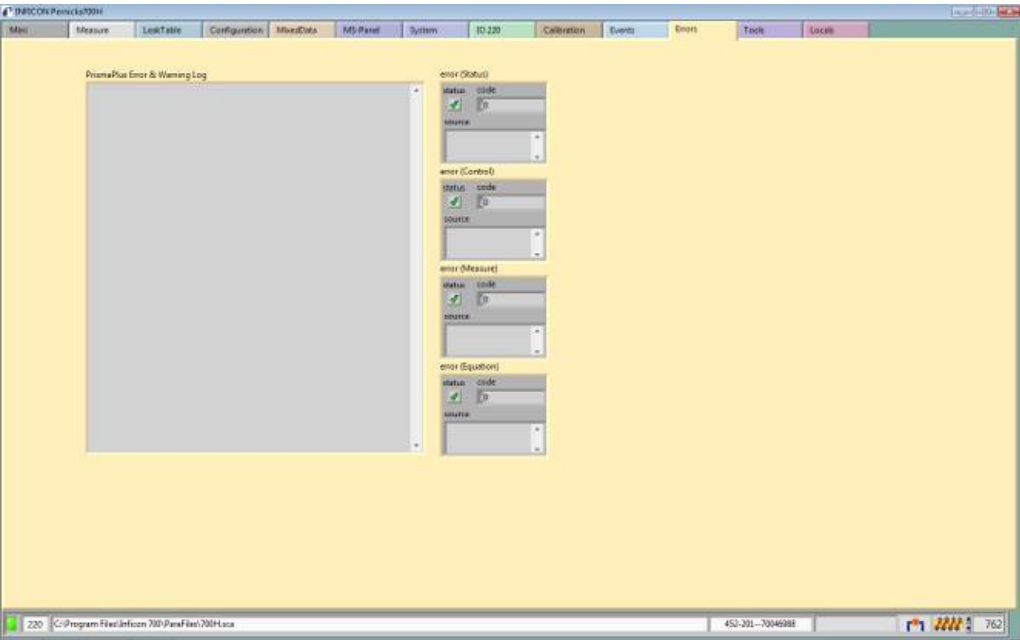 INFICON Pernicka700H
Mini Measure LeakTable Configuration MixedData MS-Panel System IO 220 Calibration Events Errors Tools Locals
PrismaPlus Error & Warning Log
error (Status)
status code
0
source
error (Control)
status code
0
source
error (Measure)
status code
0
source
error (Equation)
status code
0
source
220 C:\Program Files\Inficon 700\ParaFiles\700H.sca 452-201--70046988 762